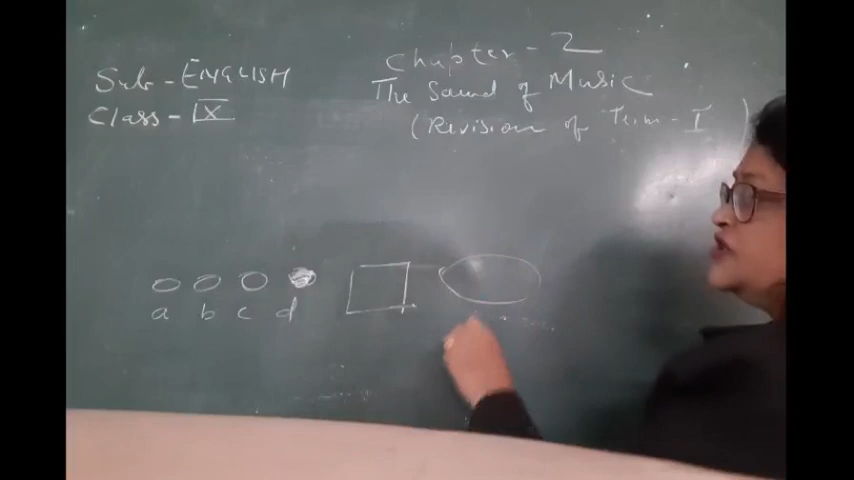 Sub - ENGLISH
Class - IX
Chapter - 2
The Sound of Music
(Revision of Term - I)
a b c d